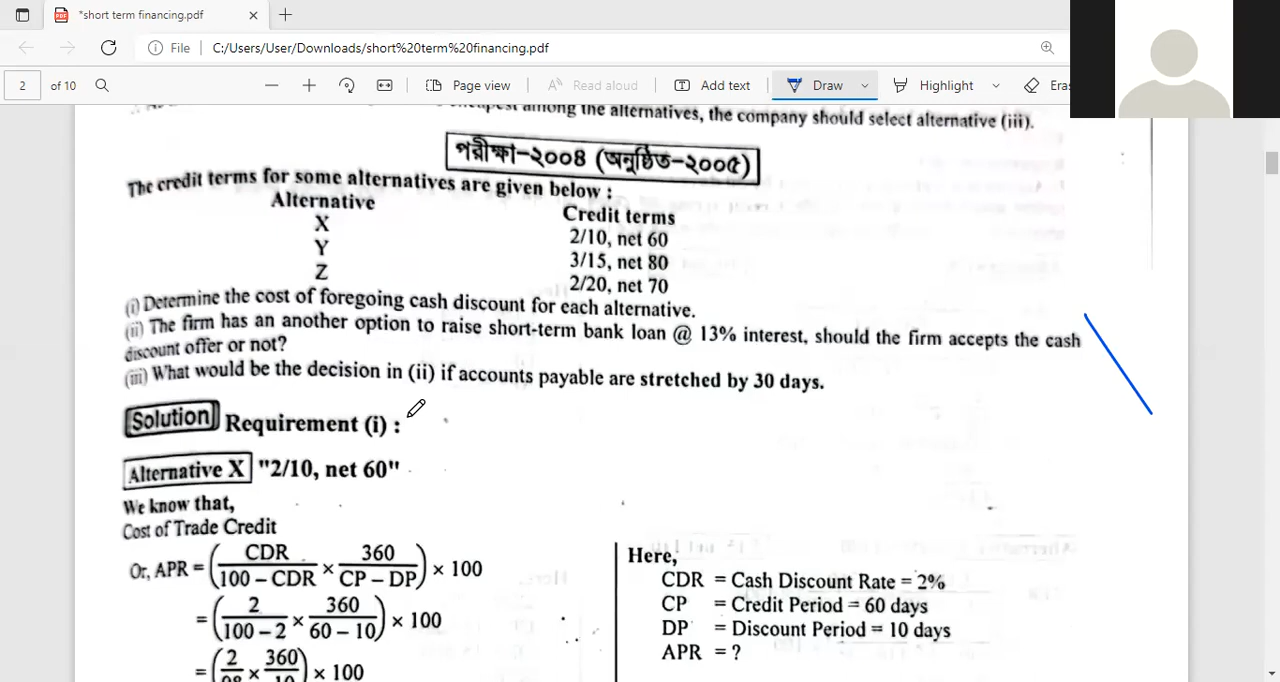 *short term financing.pdf
File C:/Users/User/Downloads/short%20term%20financing.pdf
2 of 10 Page view Read aloud Add text Draw Highlight
among the alternatives, the company should select alternative (iii).
পরীক্ষা-২০০৪ (অনুষ্ঠিত-২০০৫)
The credit terms for some alternatives are given below :
Alternative Credit terms
X 2/10, net 60
Y 3/15, net 80
Z 2/20, net 70
(i) Determine the cost of foregoing cash discount for each alternative.
(ii) The firm has an another option to raise short-term bank loan @ 13% interest, should the firm accepts the cash
discount offer or not?
(iii) What would be the decision in (ii) if accounts payable are stretched by 30 days.
Solution Requirement (i) :
Alternative X "2/10, net 60"
We know that,
Cost of Trade Credit
Or, APR = (CDR / 100 – CDR × 360 / CP – DP) × 100
= (2 / 100 – 2 × 360 / 60 – 10) × 100
= (2 / × 360 / ) × 100
Here,
CDR = Cash Discount Rate = 2%
CP = Credit Period = 60 days
DP = Discount Period = 10 days
APR = ?